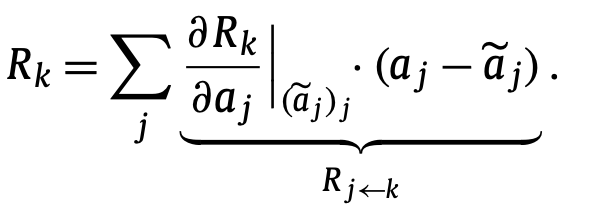 R_k = \sum_j \underbrace{\frac{\partial R_k}{\partial a_j} \Big|_{(\widetilde{a}_j)_j} \cdot (a_j - \widetilde{a}_j)}_{R_{j \leftarrow k}} .